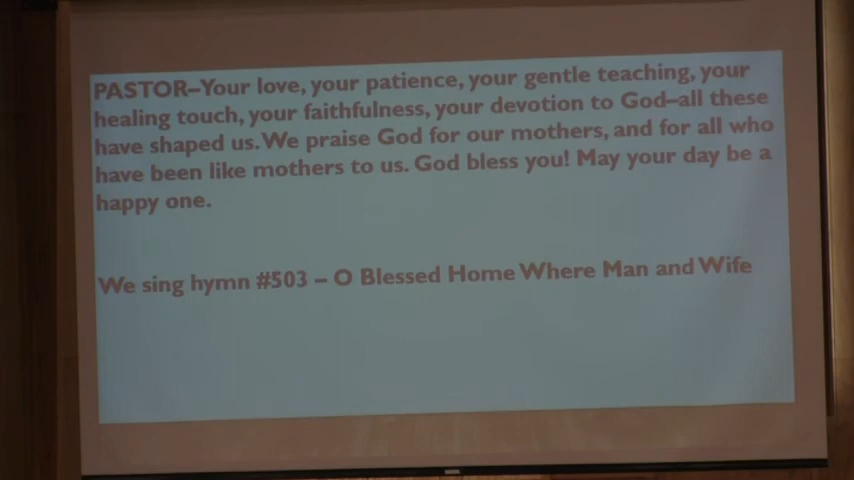 PASTOR–Your love, your patience, your gentle teaching, your
healing touch, your faithfulness, your devotion to God–all these
have shaped us. We praise God for our mothers, and for all who
have been like mothers to us. God bless you! May your day be a
happy one.
We sing hymn #503 – O Blessed Home Where Man and Wife